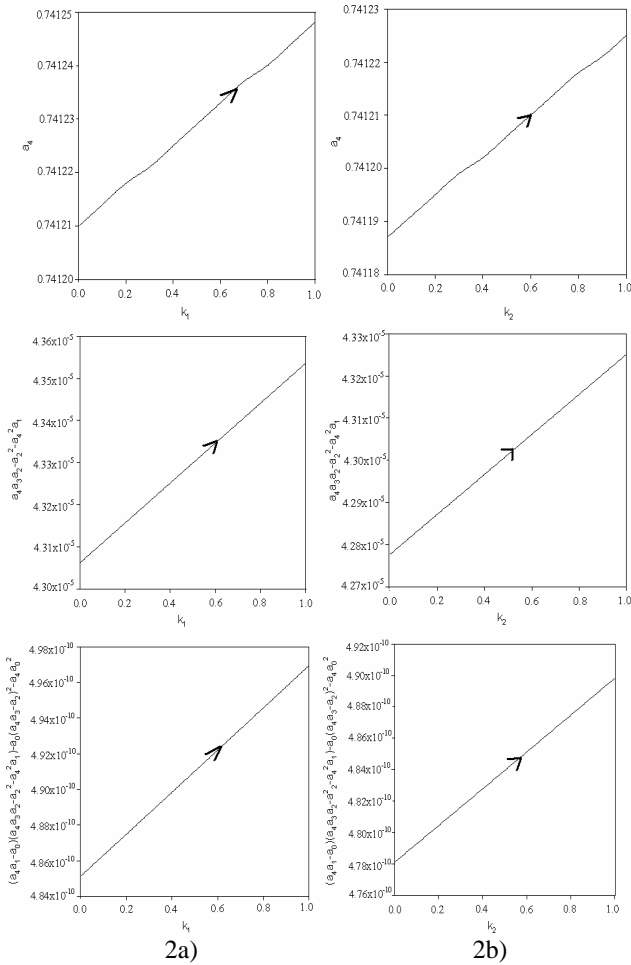 0.74125
0.74124
0.74123
0.74122
0.74121
0.74120
a₄
0.0 0.2 0.4 0.6 0.8 1.0
k₁
0.74123
0.74122
0.74121
0.74120
0.74119
0.74118
a₄
0.0 0.2 0.4 0.6 0.8 1.0
k₂
4.36x10⁻⁵
4.35x10⁻⁵
4.34x10⁻⁵
4.33x10⁻⁵
4.32x10⁻⁵
4.31x10⁻⁵
4.30x10⁻⁵
a₄a₃a₂-a₂²-a₄²a₁
0.0 0.2 0.4 0.6 0.8 1.0
k₁
4.33x10⁻⁵
4.32x10⁻⁵
4.31x10⁻⁵
4.30x10⁻⁵
4.29x10⁻⁵
4.28x10⁻⁵
4.27x10⁻⁵
a₄a₃a₂-a₂²-a₄²a₁
0.0 0.2 0.4 0.6 0.8 1.0
k₂
4.98x10⁻¹⁰
4.96x10⁻¹⁰
4.94x10⁻¹⁰
4.92x10⁻¹⁰
4.90x10⁻¹⁰
4.88x10⁻¹⁰
4.86x10⁻¹⁰
4.84x10⁻¹⁰
(a₄a₁-a₀)(a₄a₃a₂-a₂²-a₄²a₁)-a₀(a₄a₃-a₂)²-a₄a₀²
0.0 0.2 0.4 0.6 0.8 1.0
k₁
4.92x10⁻¹⁰
4.90x10⁻¹⁰
4.86x10⁻¹⁰
4.84x10⁻¹⁰
4.82x10⁻¹⁰
4.80x10⁻¹⁰
4.78x10⁻¹⁰
4.76x10⁻¹⁰
(a₄a₁-a₀)(a₄a₃a₂-a²₂-a₄²a₁)-a₀(a₄a₃-a₂)²-a₄a₀²
0.0 0.2 0.4 0.6 0.8 1.0
k₂
2a) 2b)